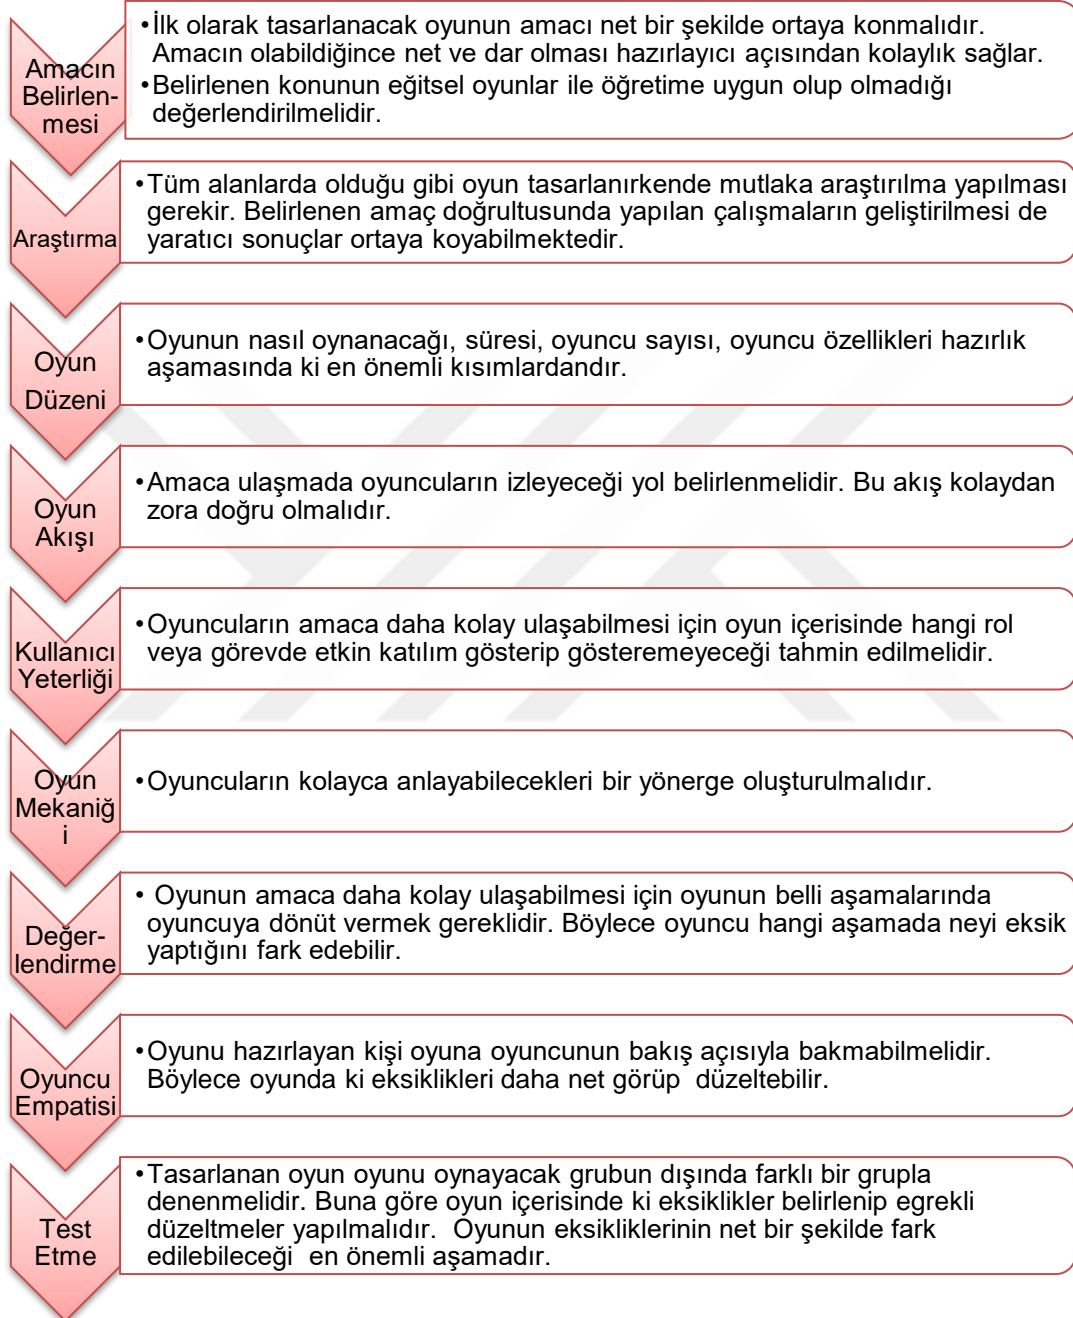 Amacın
Belirlen-
mesi
•İlk olarak tasarlanacak oyunun amacı net bir şekilde ortaya konmalıdır.
Amacın olabildiğince net ve dar olması hazırlayıcı açısından kolaylık sağlar.
•Belirlenen konunun eğitsel oyunlar ile öğretime uygun olup olmadığı
değerlendirilmelidir.
Araştırma
•Tüm alanlarda olduğu gibi oyun tasarlanırkende mutlaka araştırılma yapılması
gerekir. Belirlenen amaç doğrultusunda yapılan çalışmaların geliştirilmesi de
yaratıcı sonuçlar ortaya koyabilmektedir.
Oyun
Düzeni
•Oyunun nasıl oynanacağı, süresi, oyuncu sayısı, oyuncu özellikleri hazırlık
aşamasında ki en önemli kısımlardandır.
Oyun
Akışı
•Amaca ulaşmada oyuncuların izleyeceği yol belirlenmelidir. Bu akış kolaydan
zora doğru olmalıdır.
Kullanıcı
Yeterliği
•Oyuncuların amaca daha kolay ulaşabilmesi için oyun içerisinde hangi rol
veya görevde etkin katılım gösterip gösteremeyeceği tahmin edilmelidir.
Oyun
Mekaniğ
i
•Oyuncuların kolayca anlayabilecekleri bir yönerge oluşturulmalıdır.
Değer-
lendirme
• Oyunun amaca daha kolay ulaşabilmesi için oyunun belli aşamalarında
oyuncuya dönüt vermek gereklidir. Böylece oyuncu hangi aşamada neyi eksik
yaptığını fark edebilir.
Oyuncu
Empatisi
•Oyunu hazırlayan kişi oyuna oyuncunun bakış açısıyla bakmabilmelidir.
Böylece oyunda ki eksiklikleri daha net görüp  düzeltebilir.
Test
Etme
•Tasarlanan oyun oyunu oynayacak grubun dışında farklı bir grupla
denenmelidir. Buna göre oyun içerisinde ki eksiklikler belirlenip egrekli
düzeltmeler yapılmalıdır.  Oyunun eksikliklerinin net bir şekilde fark
edilebileceği  en önemli aşamadır.